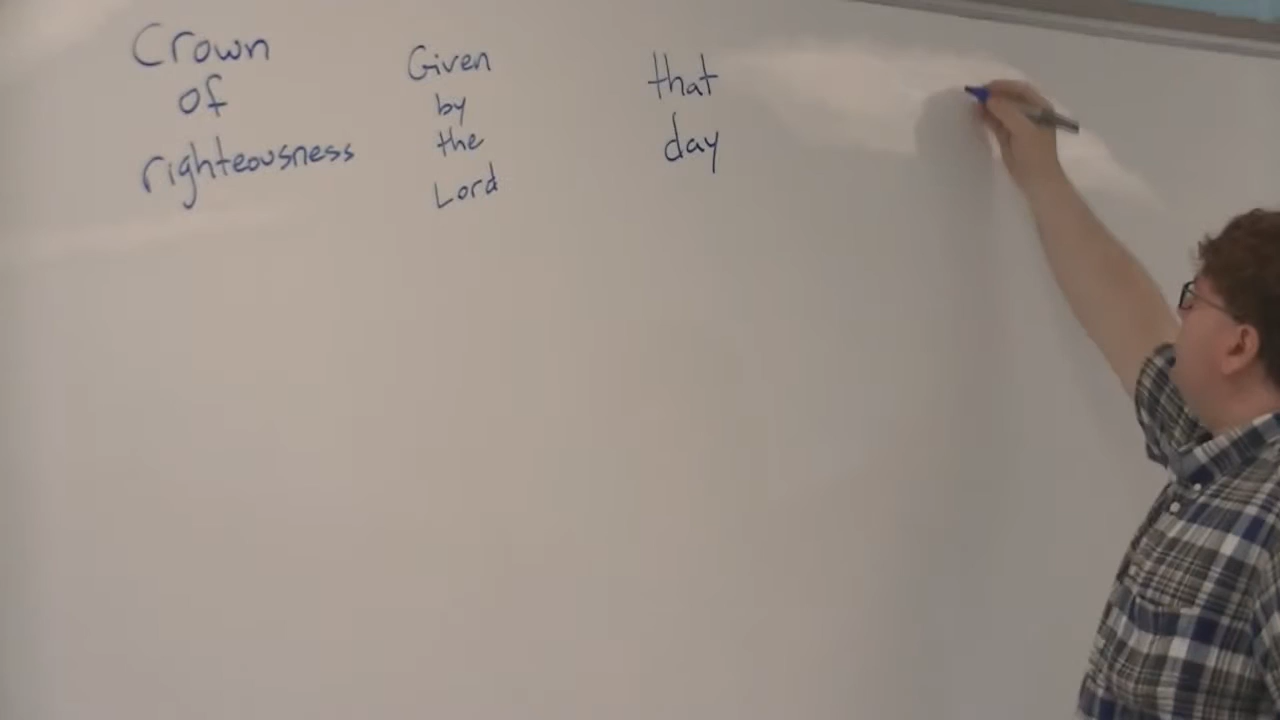 Crown
of
righteousness
Given
by
the
Lord
that
day